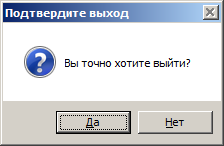 Подтвердите выход
Вы точно хотите выйти?
Да
Нет